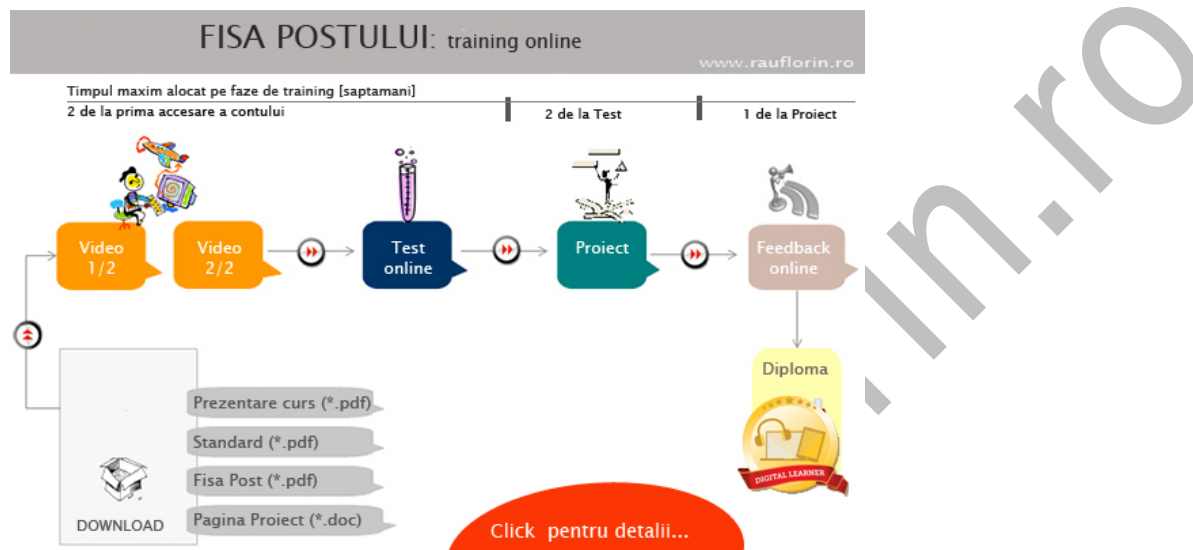 FISA POSTULUI: training online
www.rauflorin.ro
Timpul maxim alocat pe faze de training [saptamani]
2 de la prima accesare a contului
2 de la Test
1 de la Proiect
Video
1/2
Video
2/2
Test
online
Proiect
Feedback
online
Diploma
DIGITAL LEARNER
Prezentare curs (*.pdf)
Standard (*.pdf)
Fisa Post (*.pdf)
Pagina Proiect (*.doc)
DOWNLOAD
Click pentru detalii...
n.ro